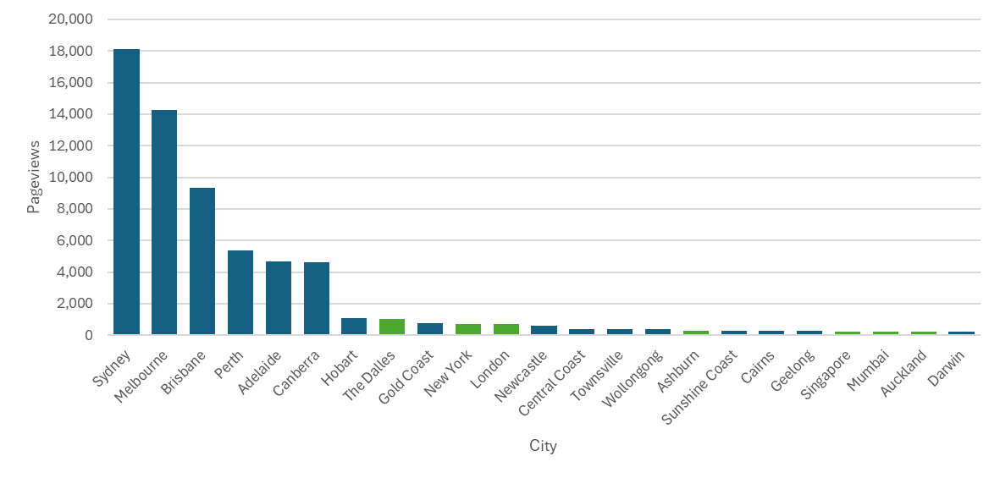 20,000
18,000
16,000
14,000
12,000
10,000
8,000
6,000
4,000
2,000
0
Pageviews
Sydney
Melbourne
Brisbane
Perth
Adelaide
Canberra
Hobart
The Dalles
Gold Coast
New York
London
Newcastle
Central Coast
Townsville
Wollongong
Ashburn
Sunshine Coast
Cairns
Geelong
Singapore
Mumbai
Auckland
Darwin
City